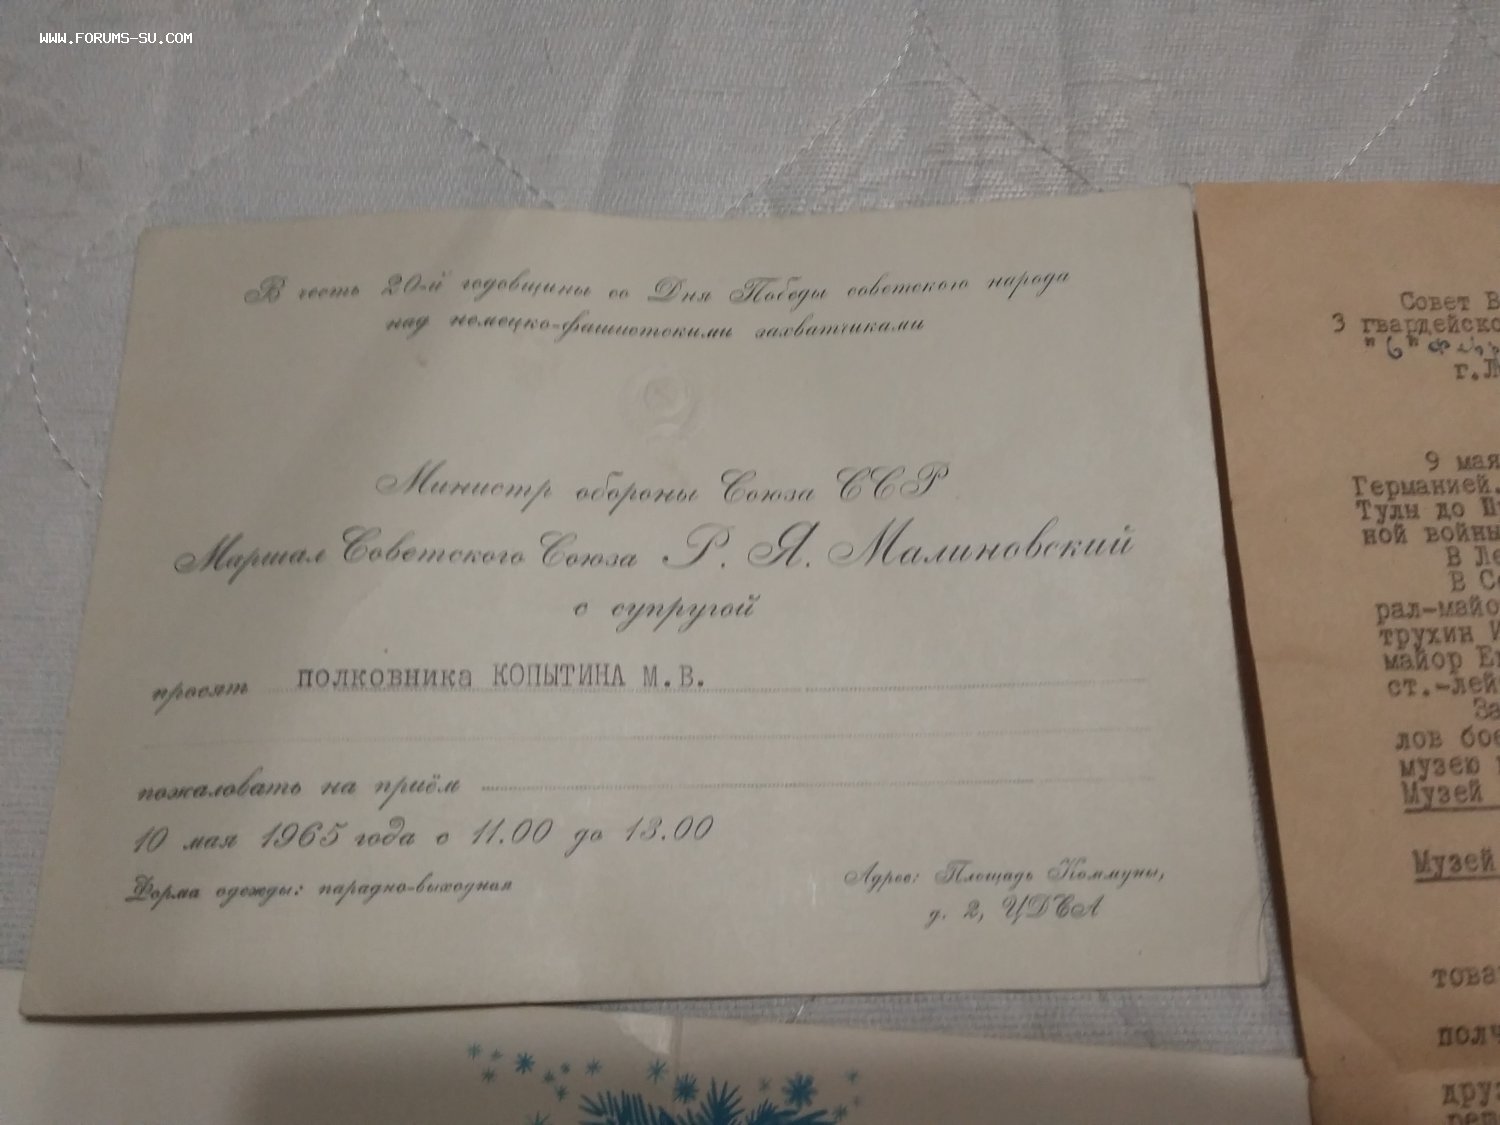 WWW.FORUMS-SU.COM
В честь 20-й годовщины со Дня Победы советского народа
над немецко-фашистскими захватчиками
Министр обороны Союза ССР
Маршал Советского Союза Р. Я. Малиновский
с супругой
просят полковника КОПЫТИНА М.В.
пожаловать на приём
10 мая 1965 года с 11.00 до 13.00
Форма одежды: парадно-выходная
Адрес: Площадь Коммуны,
д. 2, ЦДСА
Совет В
3 гвардейско
"6"
г.Л
9 мая
Германией.
Тулы до П
ной войны
В Ле
В С
рал-майо
трухин И
майор Е
ст.-лей
За
лов бое
музею
Музей
Музей
това
полч
друз